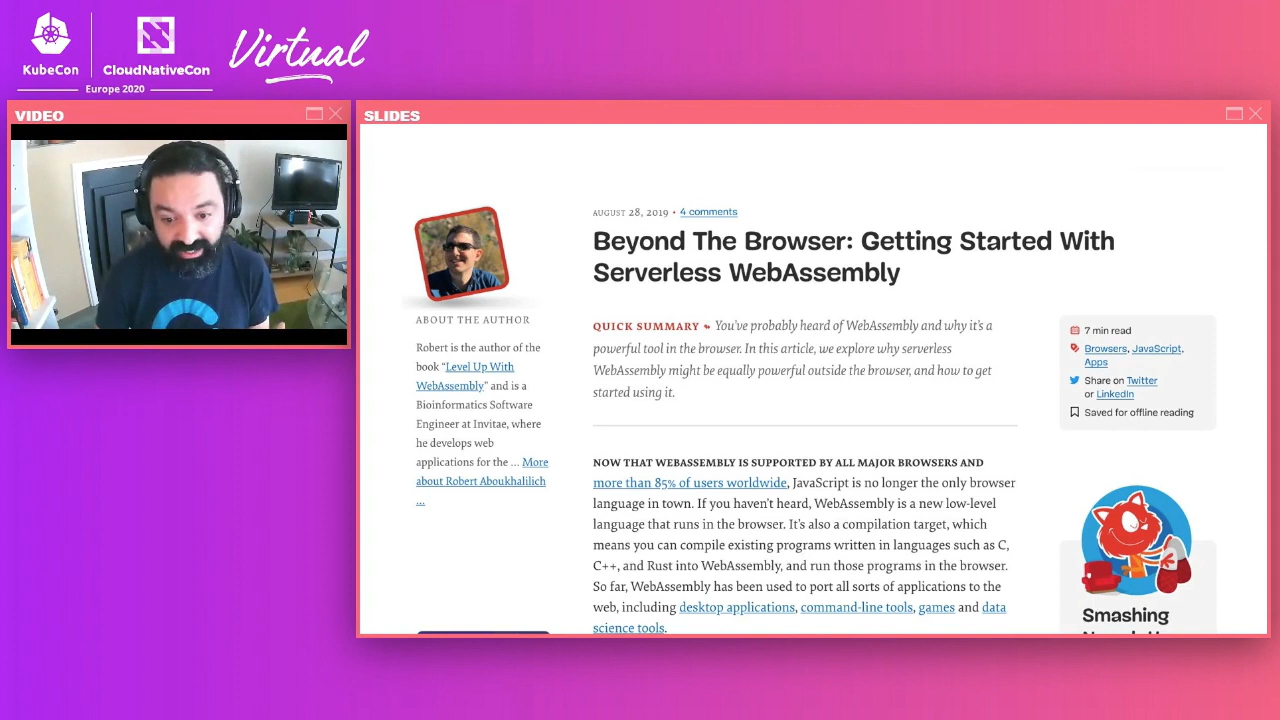 KubeCon
CloudNativeCon
Virtual
Europe 2020
VIDEO
SLIDES
ABOUT THE AUTHOR
Robert is the author of the
book “Level Up With
WebAssembly” and is a
Bioinformatics Software
Engineer at Invitae, where
he develops web
applications for the ... More
about Robert Aboukhalilich
...
AUGUST 28, 2019 • 4 comments
Beyond The Browser: Getting Started With
Serverless WebAssembly
QUICK SUMMARY You’ve probably heard of WebAssembly and why it’s a
powerful tool in the browser. In this article, we explore why serverless
WebAssembly might be equally powerful outside the browser, and how to get
started using it.
NOW THAT WEBASSEMBLY IS SUPPORTED BY ALL MAJOR BROWSERS AND
more than 85% of users worldwide, JavaScript is no longer the only browser
language in town. If you haven’t heard, WebAssembly is a new low-level
language that runs in the browser. It’s also a compilation target, which
means you can compile existing programs written in languages such as C,
C++, and Rust into WebAssembly, and run those programs in the browser.
So far, WebAssembly has been used to port all sorts of applications to the
web, including desktop applications, command-line tools, games and data
science tools.
7 min read
Browsers, JavaScript,
Apps
Share on Twitter
or LinkedIn
Saved for offline reading
Smashing